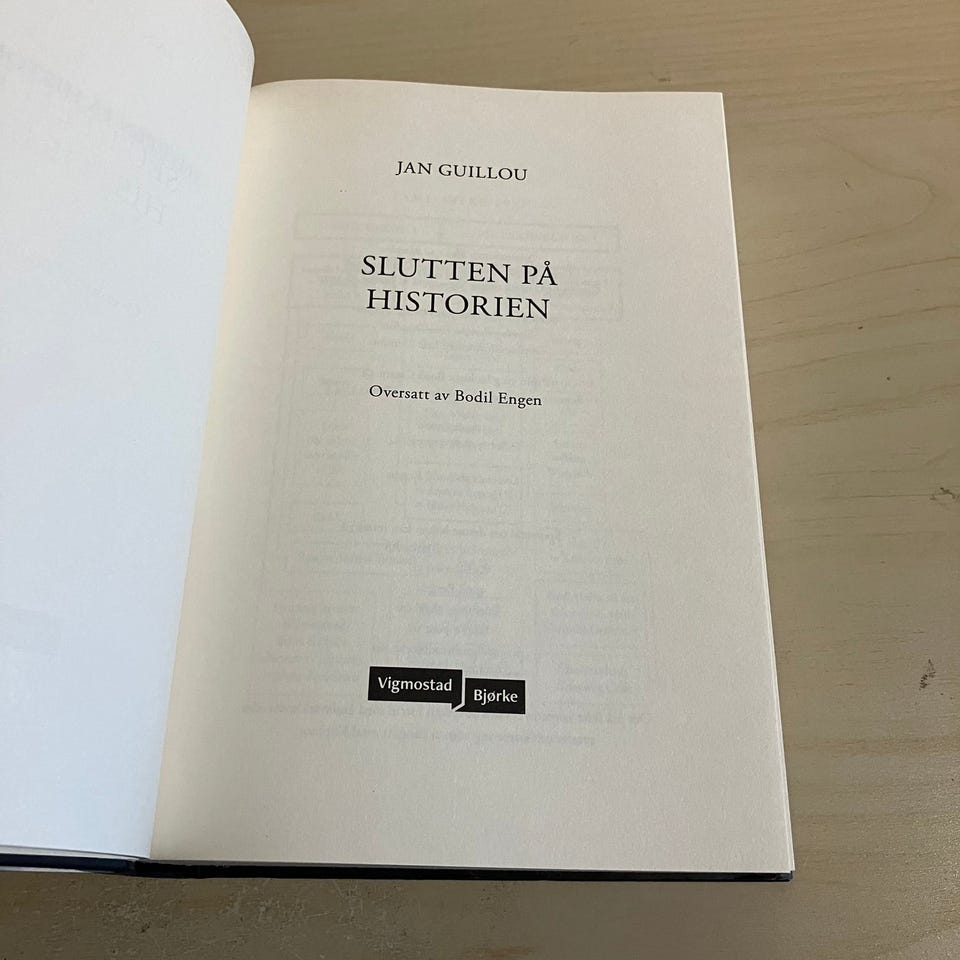 JAN GUILLOU
SLUTTEN PÅ
HISTORIEN
Oversatt av Bodil Engen
Vigmostad
Bjørke